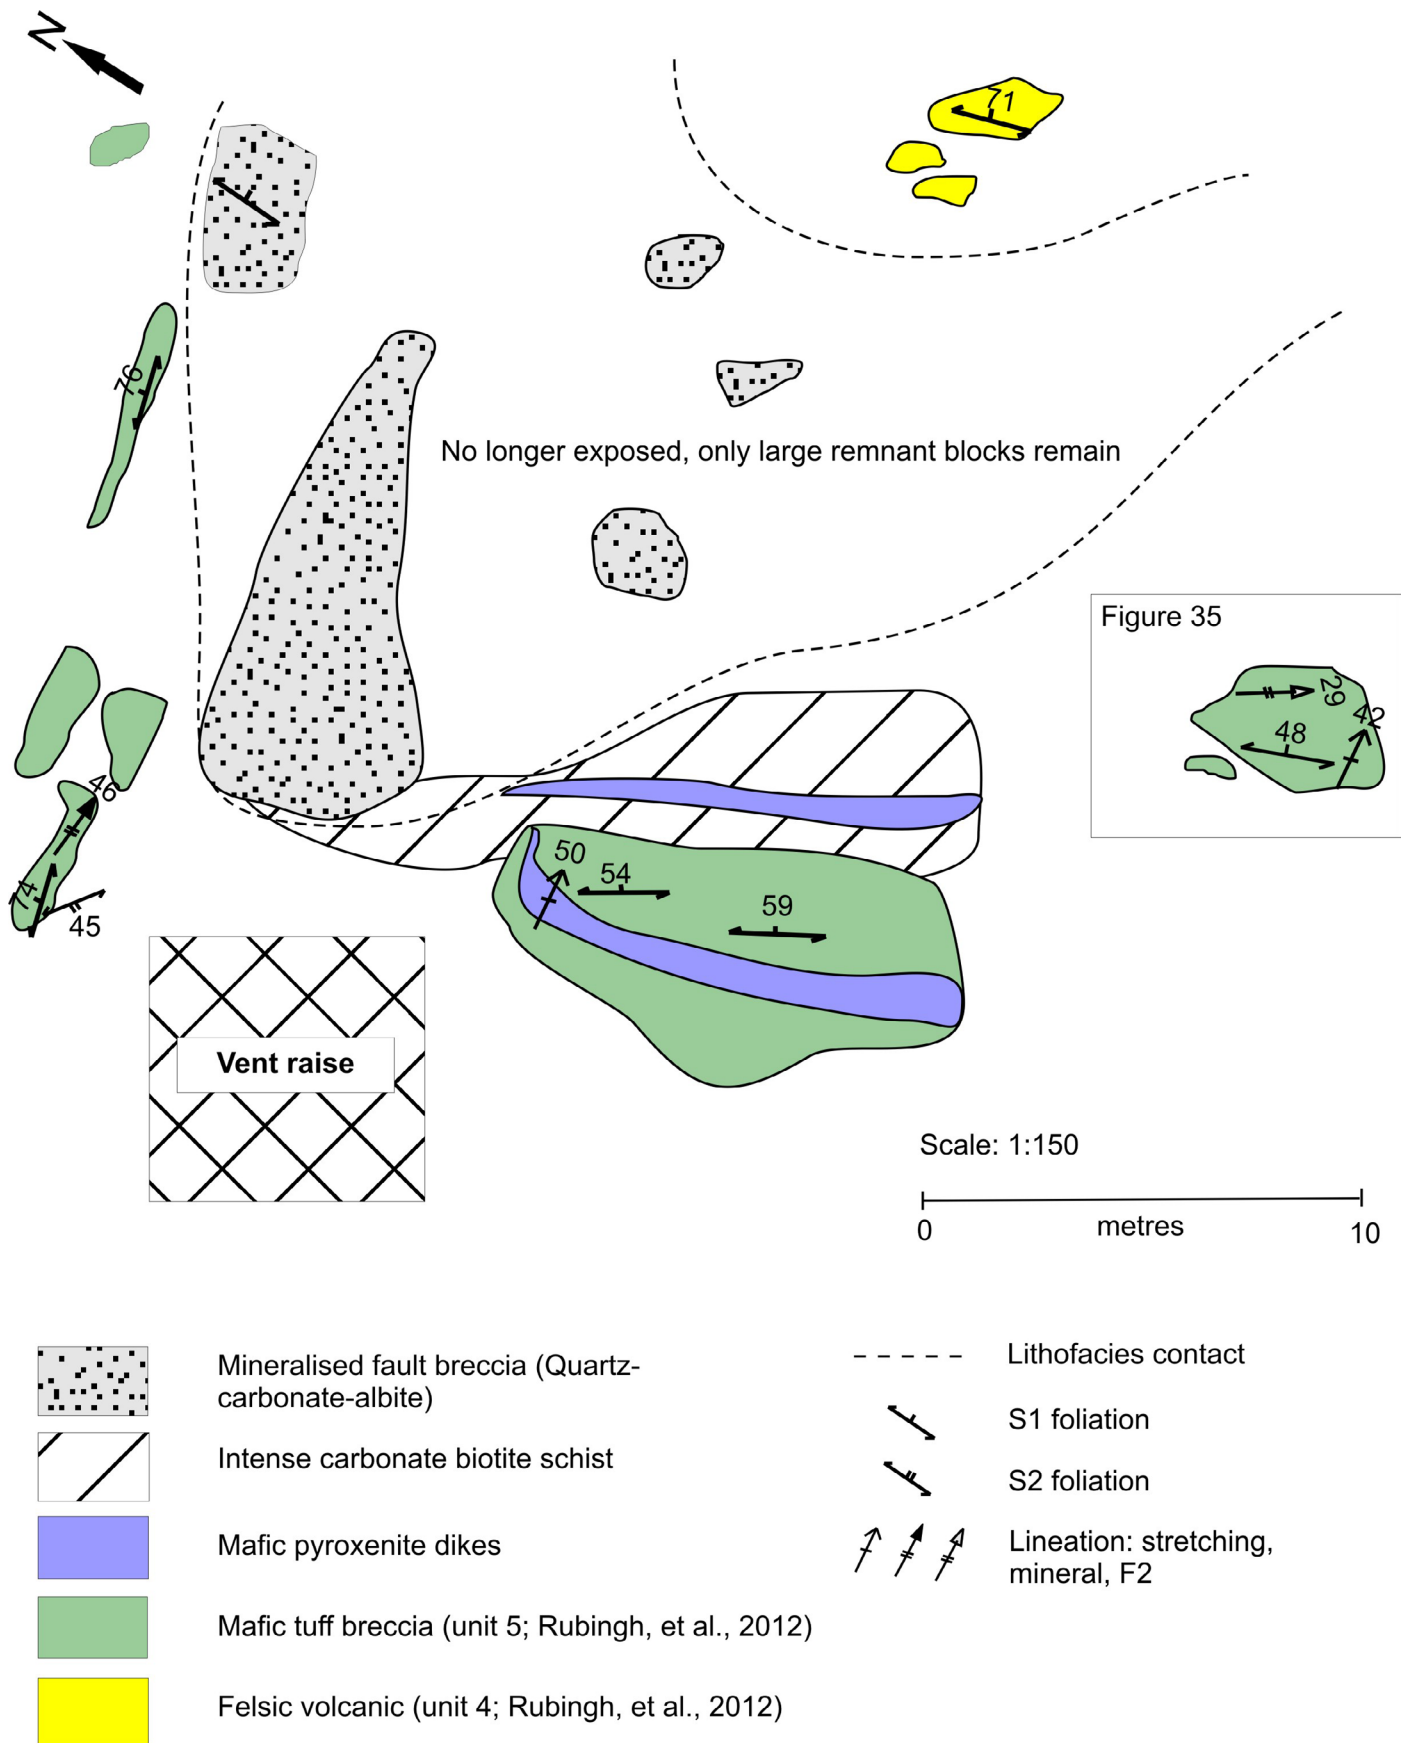 N
71
76
No longer exposed, only large remnant blocks remain
Figure 35
29
42
48
46
50
54
74
59
45
Vent raise
Scale: 1:150
0 metres 10
Mineralised fault breccia (Quartz-
carbonate-albite)
Intense carbonate biotite schist
Mafic pyroxenite dikes
Mafic tuff breccia (unit 5; Rubingh, et al., 2012)
Felsic volcanic (unit 4; Rubingh, et al., 2012)
Lithofacies contact
S1 foliation
S2 foliation
Lineation: stretching,
mineral, F2